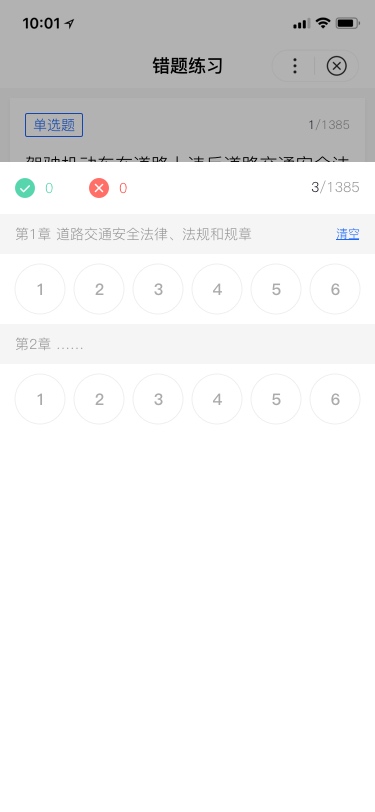 10:01
错题练习
单选题
1/1385
驾驶机动车在道路上违反道路交通安全法
0
0
3/1385
第1章 道路交通安全法律、法规和规章
清空
1 2 3 4 5 6
第2章 ……
1 2 3 4 5 6